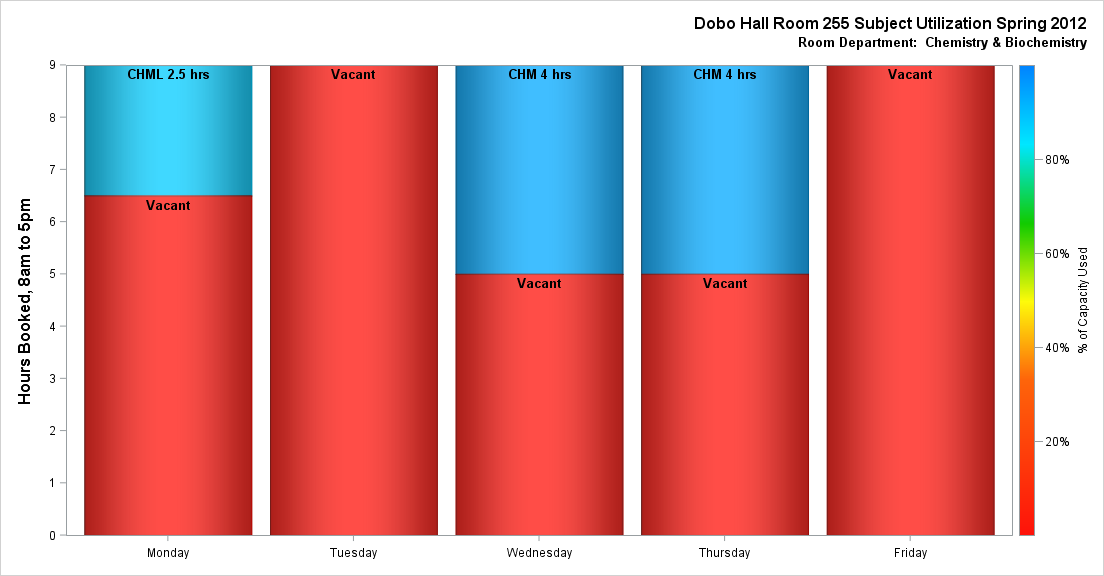 Dobo Hall Room 255 Subject Utilization Spring 2012
Room Department:  Chemistry & Biochemistry
Hours Booked, 8am to 5pm
9
8
7
6
5
4
3
2
1
0
CHML 2.5 hrs
Vacant
Vacant
CHM 4 hrs
Vacant
CHM 4 hrs
Vacant
Vacant
Monday
Tuesday
Wednesday
Thursday
Friday
80%
60%
40%
20%
% of Capacity Used